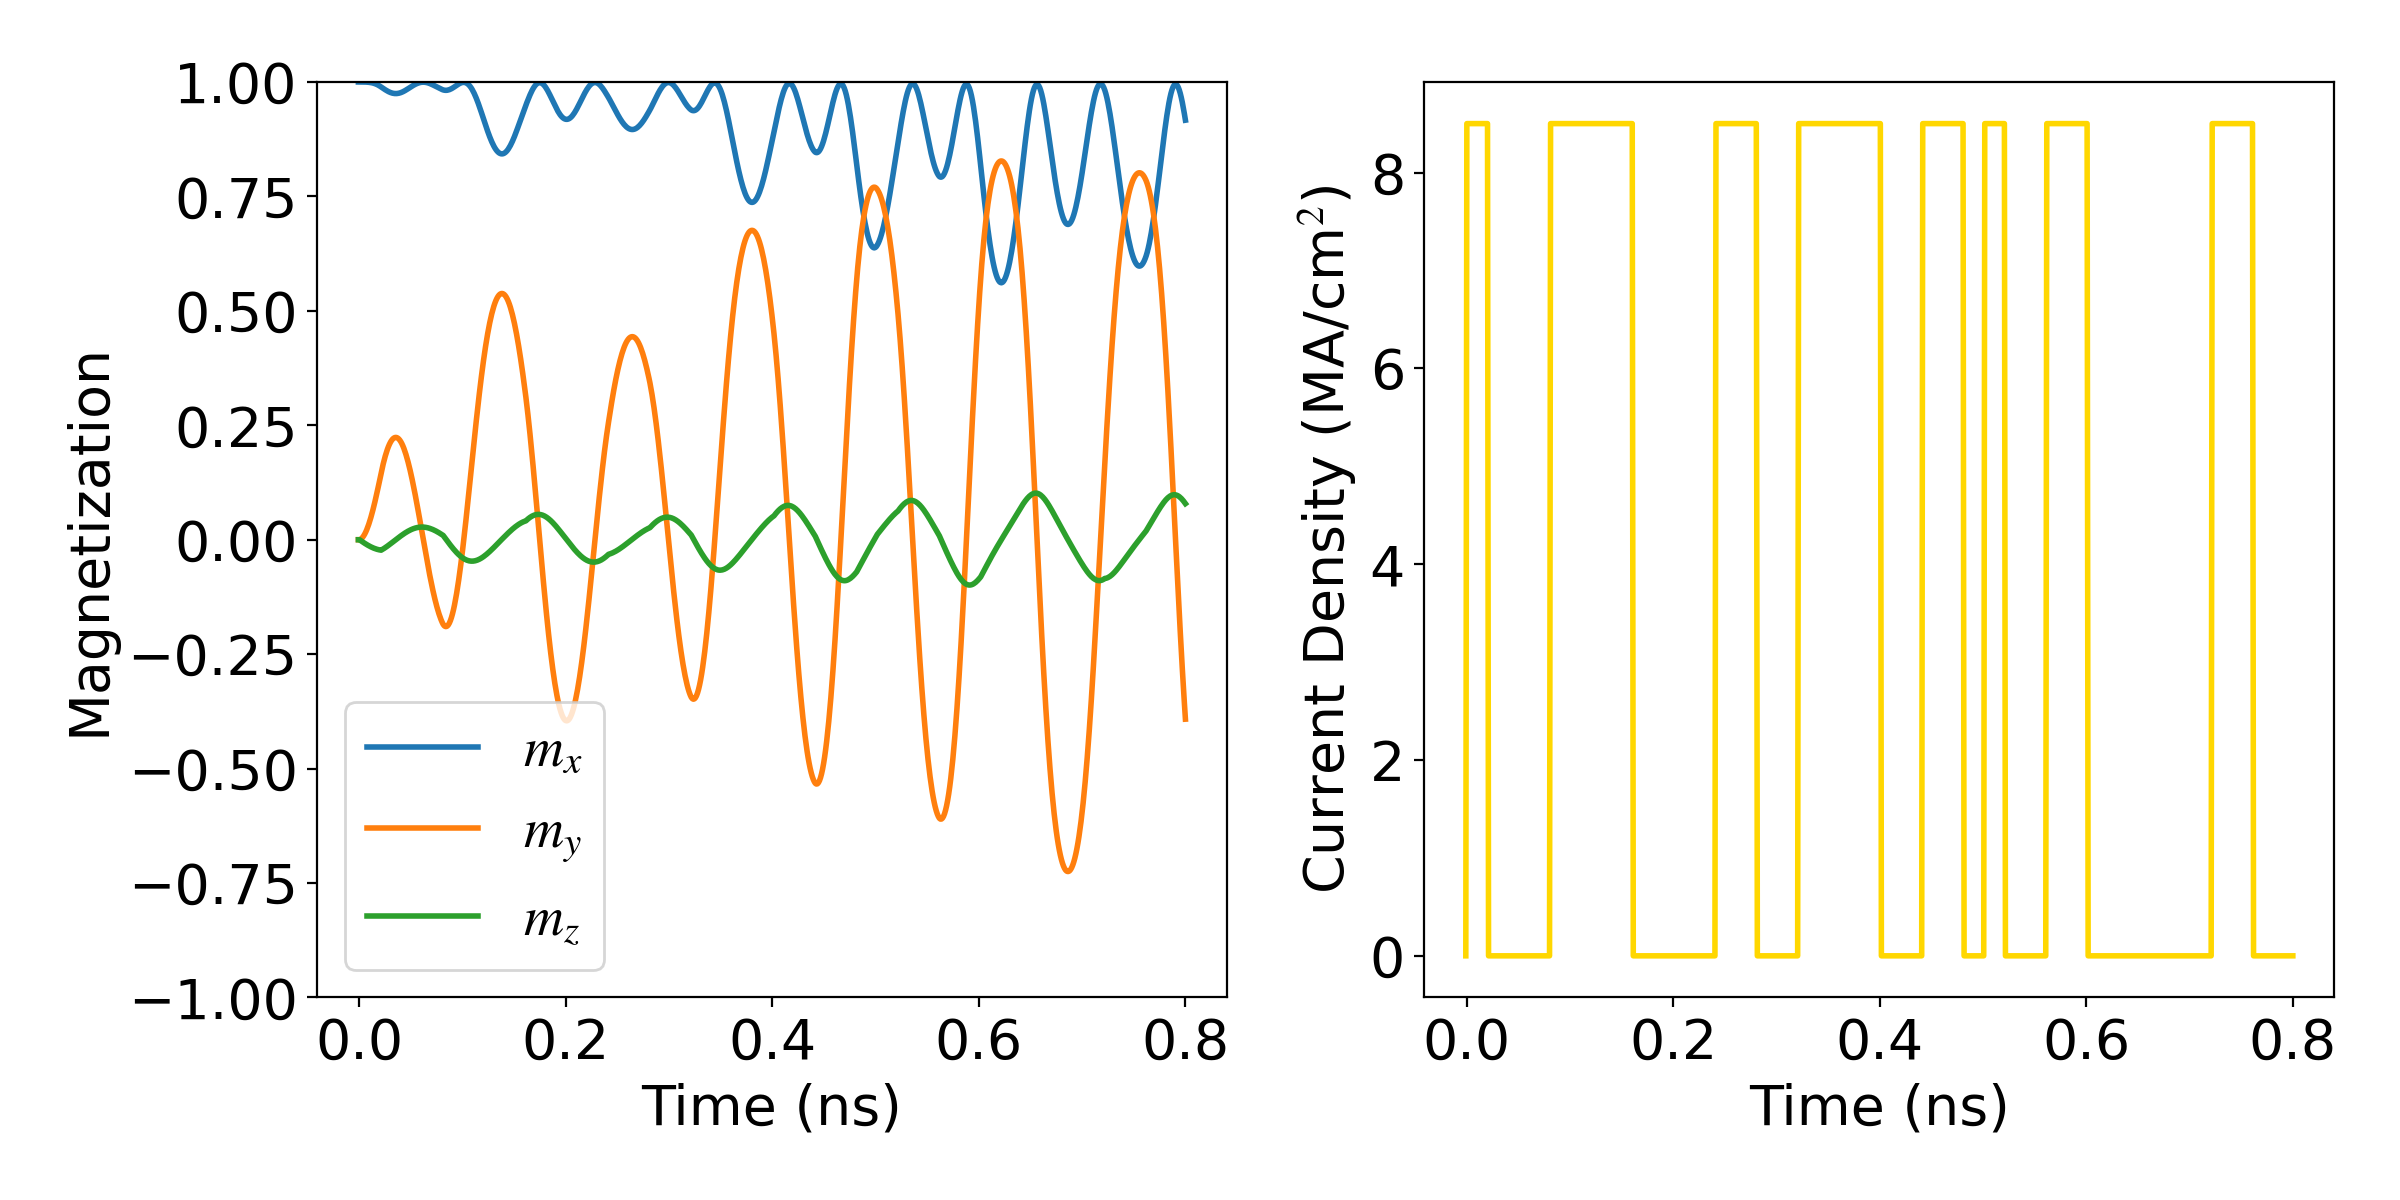 1.00
0.75
0.50
0.25
0.00
−0.25
−0.50
−0.75
−1.00
Magnetization
m_x
m_y
m_z
0.0 0.2 0.4 0.6 0.8
Time (ns)
8
6
4
2
0
Current Density (MA/cm²)
0.0 0.2 0.4 0.6 0.8
Time (ns)